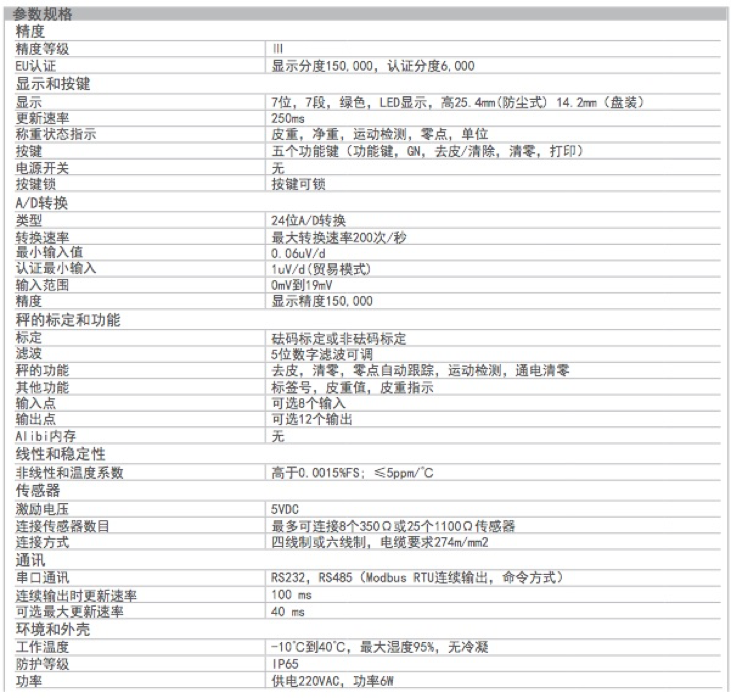 参数规格
精度
精度等级 III
EU认证 显示分度150,000，认证分度6,000
显示和按键
显示 7位，7段，绿色，LED显示，高25.4mm(防尘式) 14.2mm（盘装）
更新速率 250ms
称重状态指示 皮重，净重，运动检测，零点，单位
按键 五个功能键（功能键，GN，去皮/清除，清零，打印）
电源开关 无
按键锁 按键可锁
A/D转换
类型 24位A/D转换
转换速率 最大转换速率200次/秒
最小输入值 0.06uV/d
认证最小输入 1uV/d(贸易模式)
输入范围 0mV到19mV
精度 显示精度150,000
秤的标定和功能
标定 砝码标定或非砝码标定
滤波 5位数字滤波可调
秤的功能 去皮，清零，零点自动跟踪，运动检测，通电清零
其他功能 标签号，皮重值，皮重指示
输入点 可选8个输入
输出点 可选12个输出
Alibi内存 无
线性和稳定性
非线性和温度系数 高于0.0015%FS；≤5ppm/℃
传感器
激励电压 5VDC
连接传感器数目 最多可连接8个350Ω或25个1100Ω传感器
连接方式 四线制或六线制，电缆要求274m/mm2
通讯
串口通讯 RS232，RS485（Modbus RTU连续输出，命令方式）
连续输出时更新速率 100 ms
可选最大更新速率 40 ms
环境和外壳
工作温度 -10℃到40℃，最大湿度95%，无冷凝
防护等级 IP65
功率 供电220VAC，功率6W